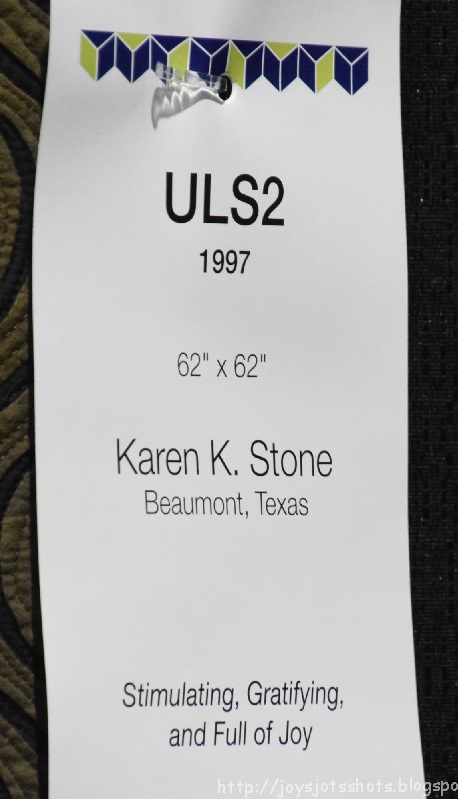 ULS2
1997
62" x 62"
Karen K. Stone
Beaumont, Texas
Stimulating, Gratifying,
and Full of Joy
http://joysjotsshots.blogspo